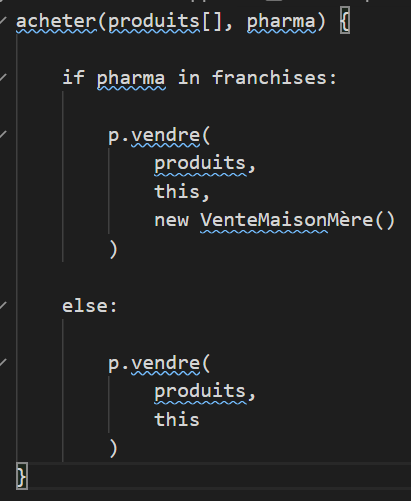 acheter(produits[], pharma) {
if pharma in franchises:
p.vendre(
produits,
this,
new VenteMaisonMère()
)
else:
p.vendre(
produits,
this
)
}